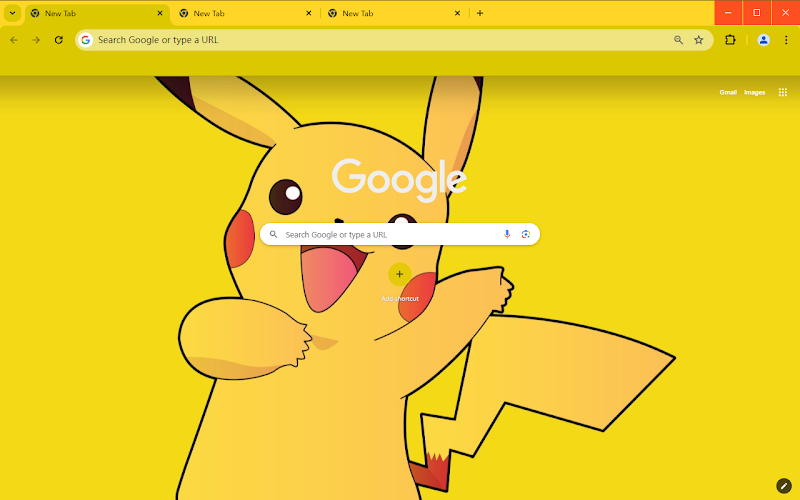 New Tab
New Tab
New Tab
Search Google or type a URL
Gmail
Images
Google
Search Google or type a URL
Add shortcut